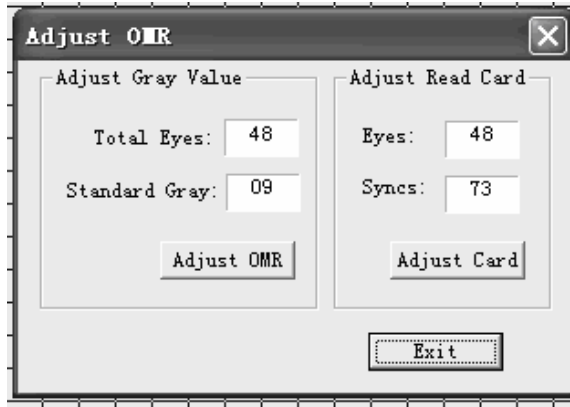 Adjust OMR
Adjust Gray Value
Total Eyes: 48
Standard Gray: 09
Adjust OMR
Adjust Read Card
Eyes: 48
Syncs: 73
Adjust Card
Exit